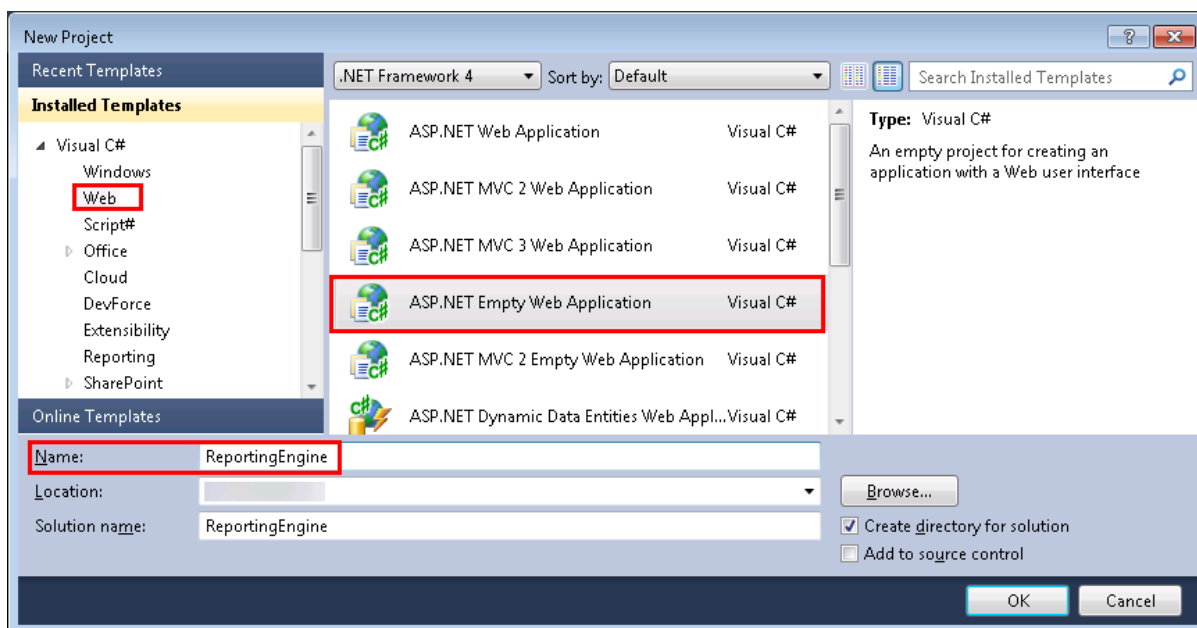 New Project
Recent Templates
Installed Templates
Visual C#
Windows
Web
Script#
Office
Cloud
DevForce
Extensibility
Reporting
SharePoint
Online Templates
.NET Framework 4
Sort by: Default
Search Installed Templates
ASP.NET Web Application Visual C#
ASP.NET MVC 2 Web Application Visual C#
ASP.NET MVC 3 Web Application Visual C#
ASP.NET Empty Web Application Visual C#
ASP.NET MVC 2 Empty Web Application Visual C#
ASP.NET Dynamic Data Entities Web Appl...Visual C#
Type: Visual C#
An empty project for creating an
application with a Web user interface
Name: ReportingEngine
Location:
Solution name: ReportingEngine
Browse...
Create directory for solution
Add to source control
OK
Cancel